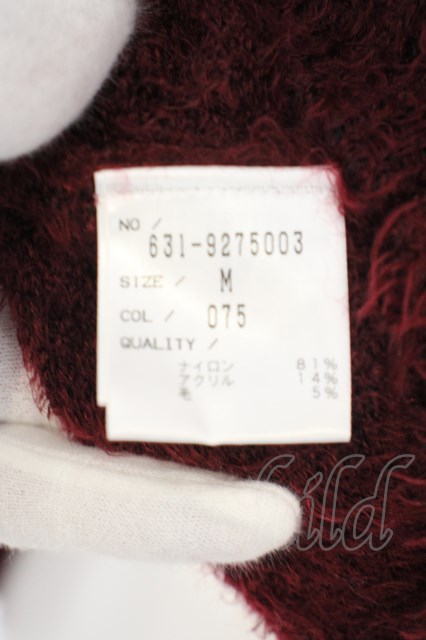 NO / 631-9275003
SIZE / M
COL / 075
QUALITY /
ナイロン 81%
アクリル 14%
毛 5%